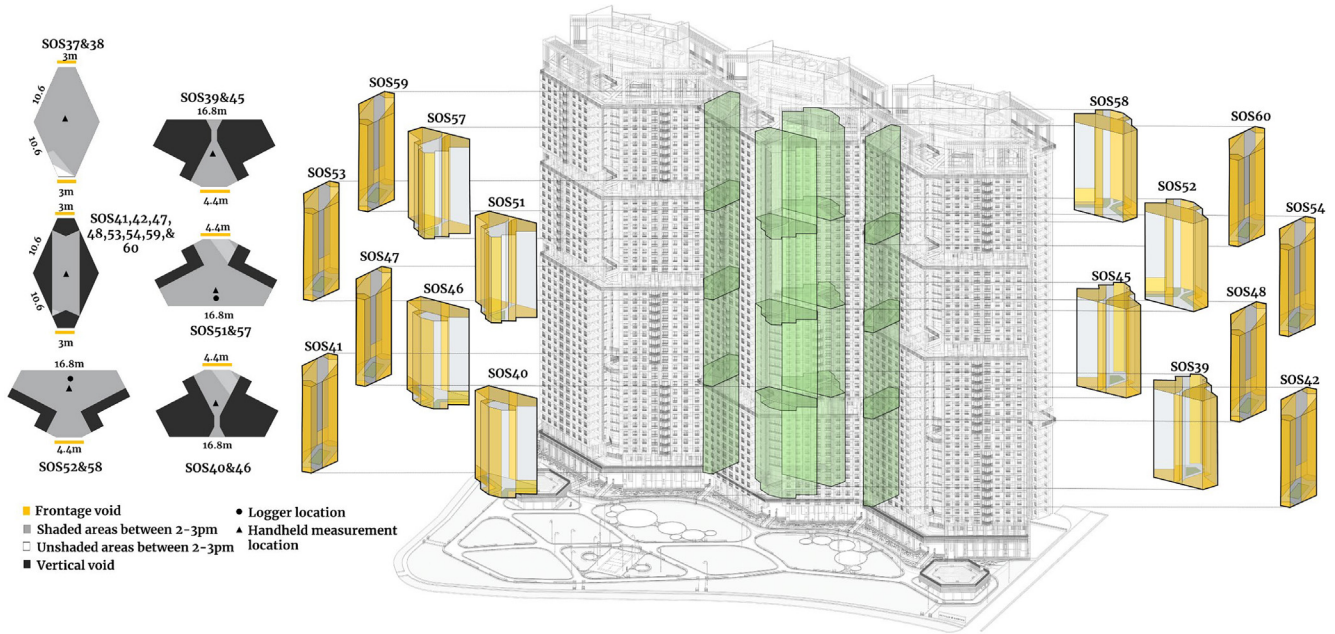 SOS37&38
3m
10.6
10.6
3m
SOS39&45
16.8m
4.4m
3m
SOS41,42,47,
48,53,54,59,&
60
10.6
10.6
3m
4.4m
16.8m
SOS51&57
16.8m
4.4m
SOS52&58
4.4m
16.8m
SOS40&46
Frontage void
Shaded areas between 2-3pm
Unshaded areas between 2-3pm
Vertical void
Logger location
Handheld measurement
location
SOS59
SOS57
SOS53
SOS51
SOS47
SOS46
SOS41
SOS40
SOS58
SOS60
SOS52
SOS54
SOS45
SOS48
SOS39
SOS42